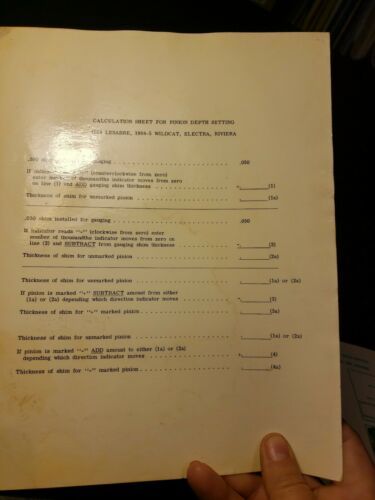 CALCULATION SHEET FOR PINION DEPTH SETTING
LESABRE, 1964-5 WILDCAT, ELECTRA, RIVIERA
gauging .050
If
enter of thousandths indicator moves from zero
on line (1) and ADD gauging shim thickness (1)
Thickness of shim for unmarked pinion (1a)
.050 shim installed for gauging .050
If indicator reads "-" (clockwise from zero) enter
number of thousandths indicator moves from zero on
line (2) and SUBTRACT from gauging shim thickness (2)
Thickness of shim for unmarked pinion (2a)
Thickness of shim for unmarked pinion (1a) or (2a)
If pinion is marked SUBTRACT amount from either
(1a) or (2a) depending which direction indicator moves (3)
Thickness of shim for marked pinion (3a)
Thickness of shim for unmarked pinion (1a) or (2a)
If pinion is marked ADD amount to either (1a) or (2a)
depending which direction indicator moves (4)
Thickness of shim for marked pinion (4a)